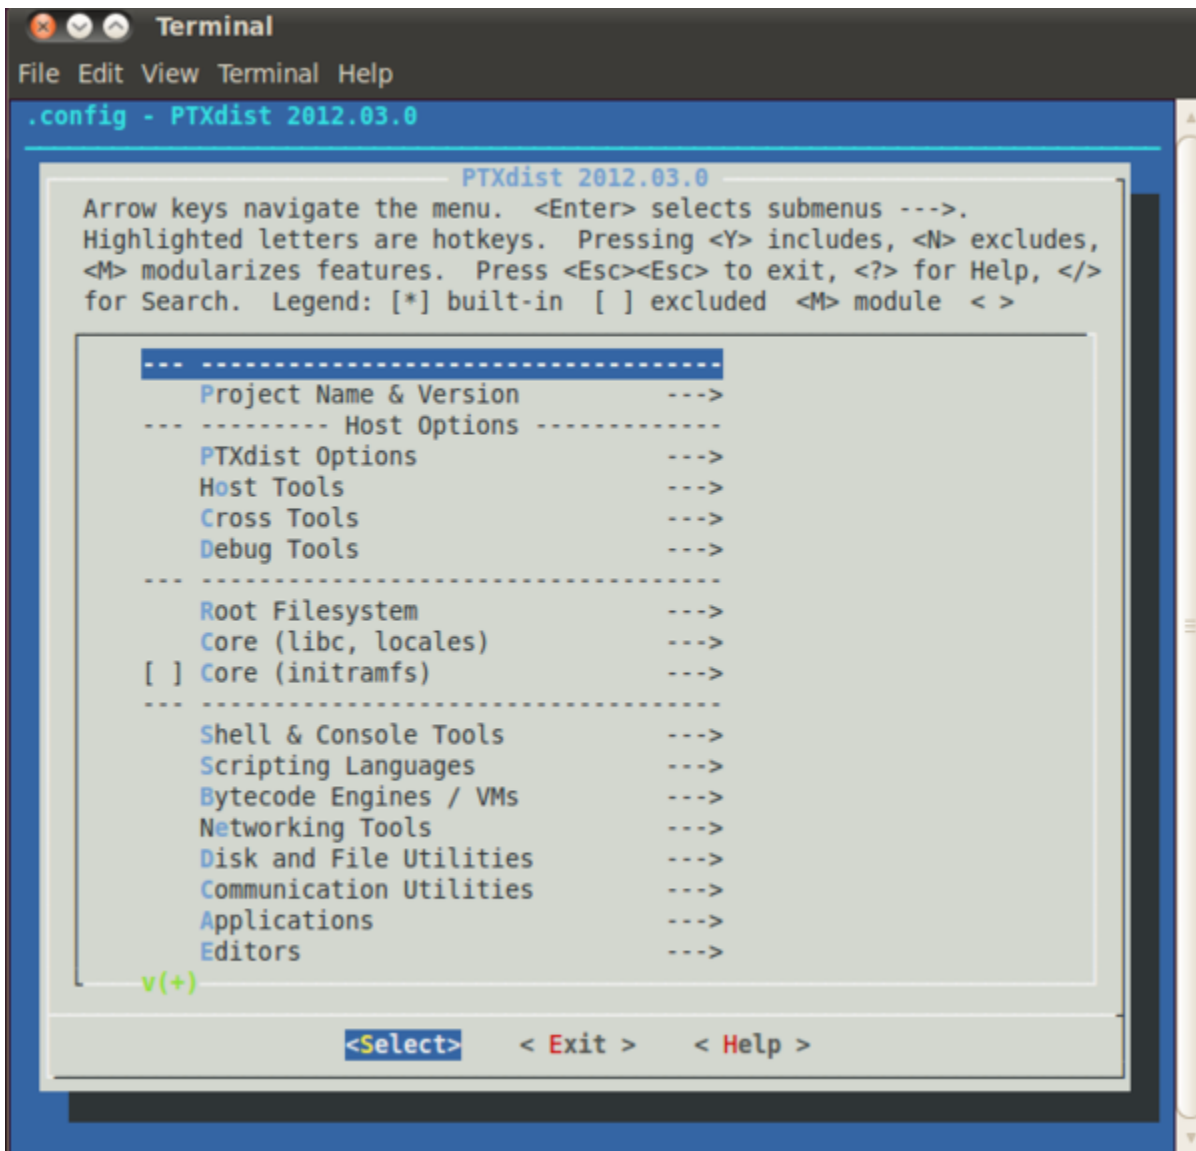 Terminal
File Edit View Terminal Help
.config - PTXdist 2012.03.0
PTXdist 2012.03.0
Arrow keys navigate the menu.  <Enter> selects submenus --->.
Highlighted letters are hotkeys.  Pressing <Y> includes, <N> excludes,
<M> modularizes features.  Press <Esc><Esc> to exit, <?> for Help, </>
for Search.  Legend: [*] built-in  [ ] excluded  <M> module  < >
--- ------------------------------------
Project Name & Version          --->
--- --------- Host Options -------------
PTXdist Options                 --->
Host Tools                      --->
Cross Tools                     --->
Debug Tools                     --->
--- ------------------------------------
Root Filesystem                 --->
Core (libc, locales)            --->
[ ] Core (initramfs)                --->
--- ------------------------------------
Shell & Console Tools           --->
Scripting Languages             --->
Bytecode Engines / VMs          --->
Networking Tools                --->
Disk and File Utilities         --->
Communication Utilities         --->
Applications                    --->
Editors                         --->
v(+)
<Select>    < Exit >    < Help >